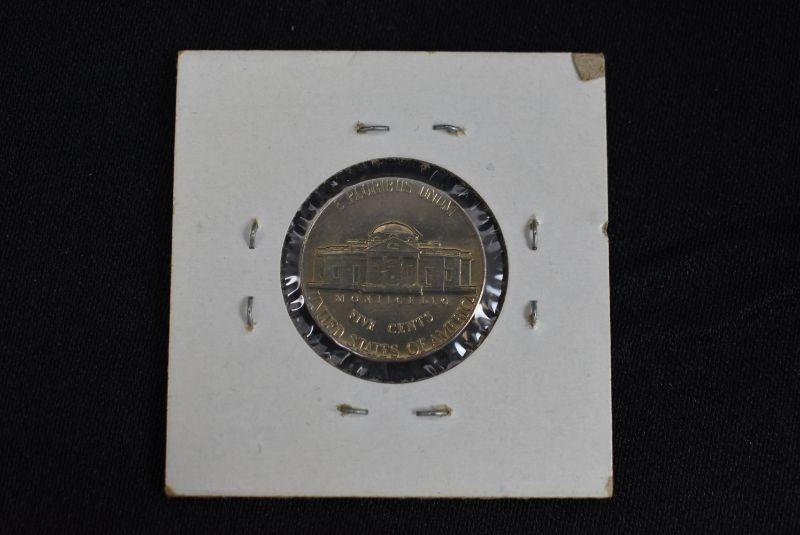 E PLURIBUS UNUM
MONTICELLO
FIVE CENTS
UNITED STATES OF AMERICA